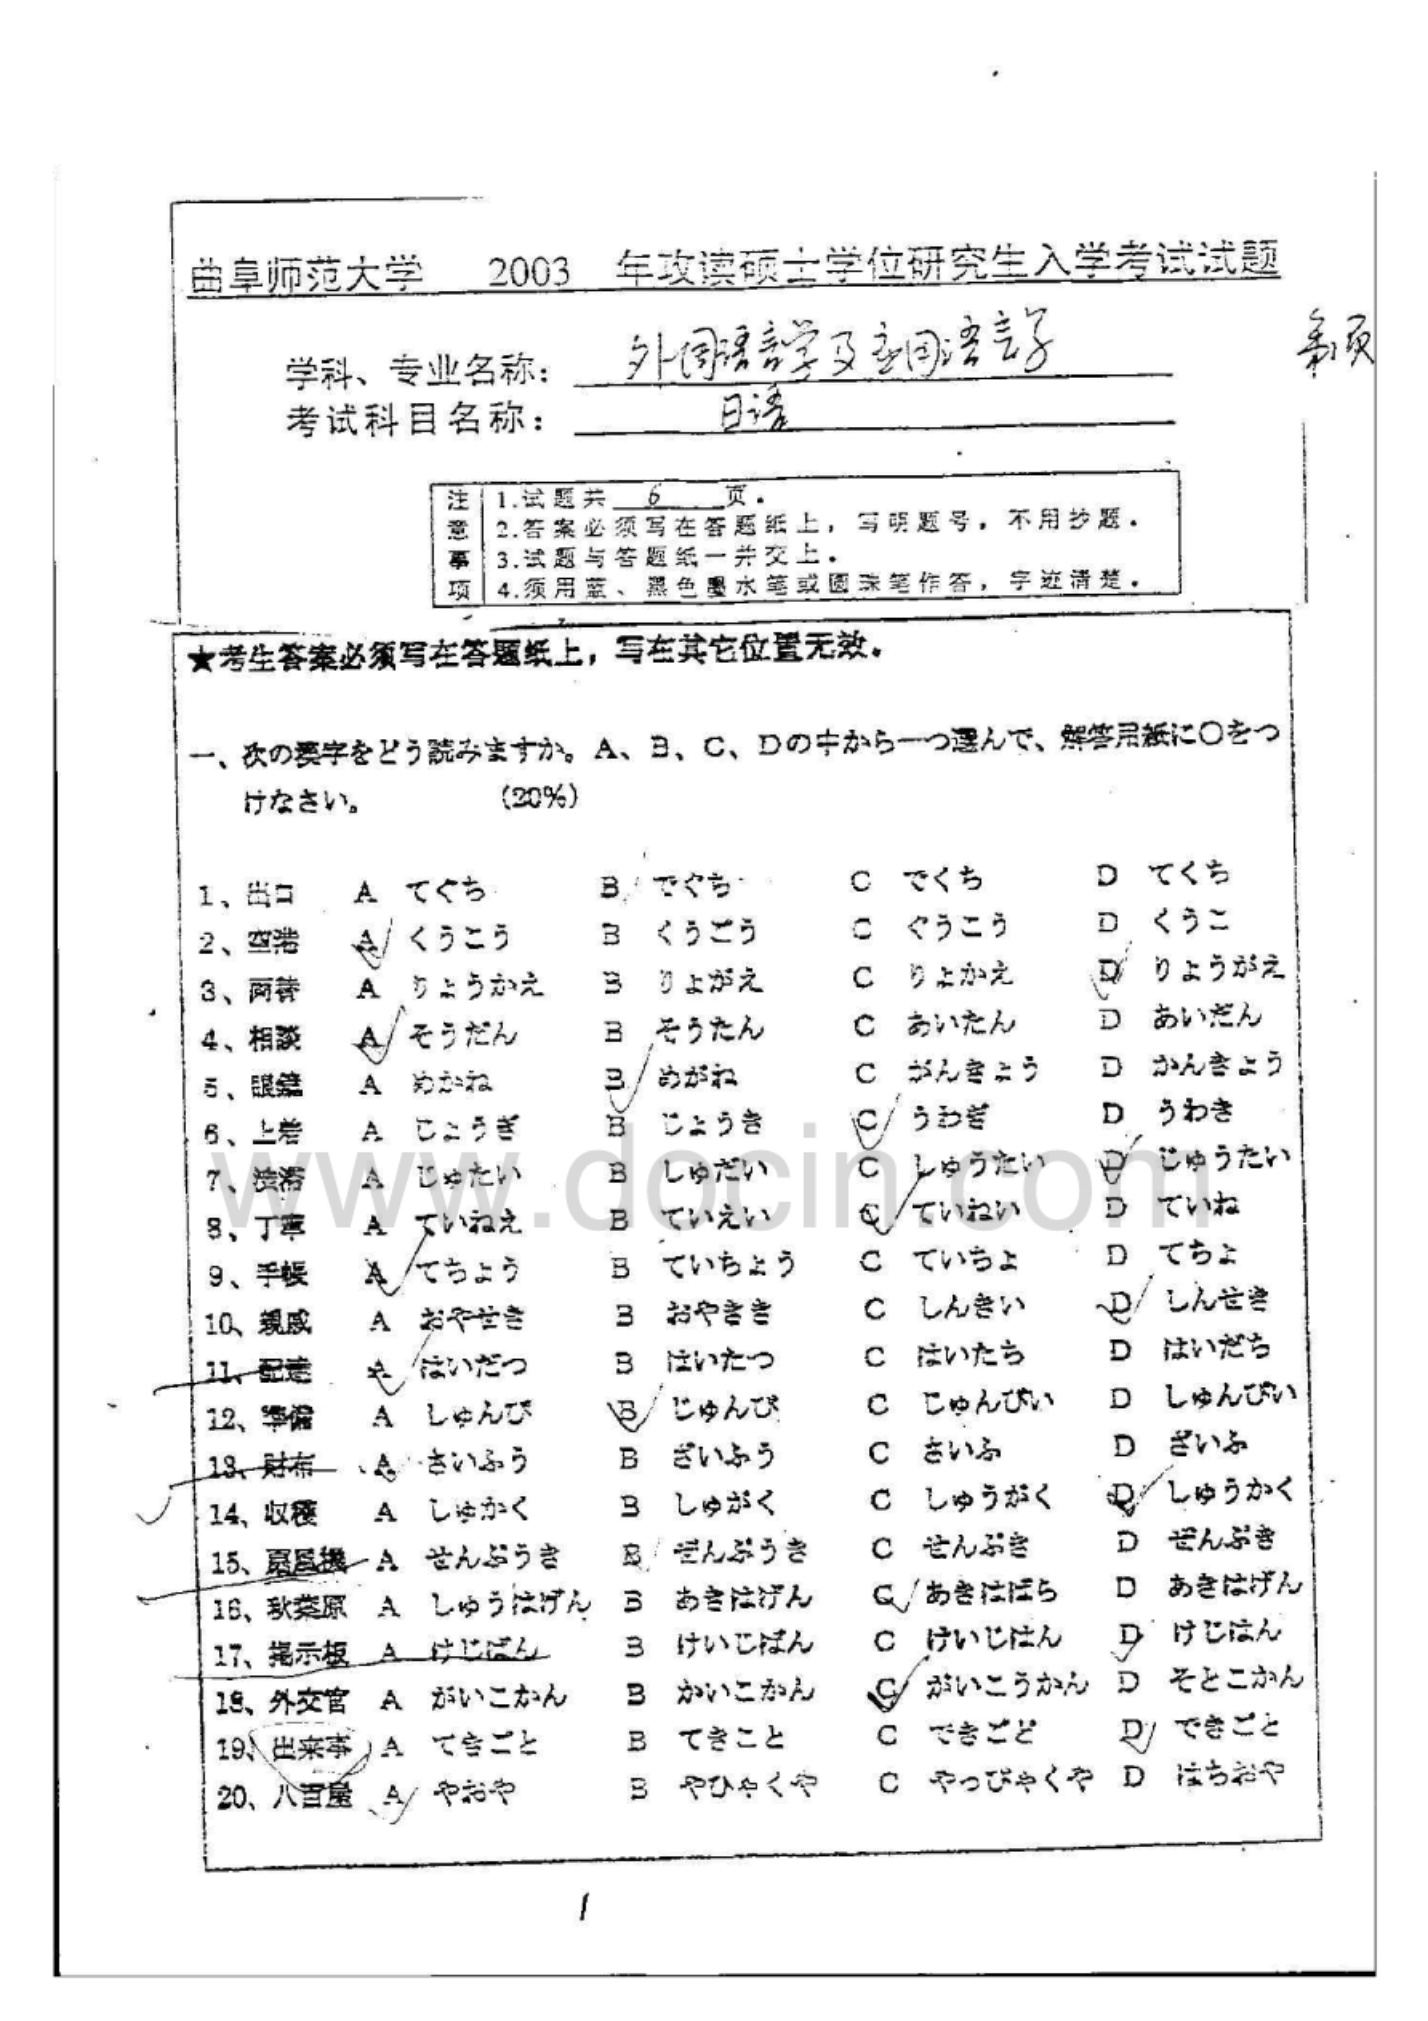 曲阜师范大学 2003 年攻读硕士学位研究生入学考试试题
学科、专业名称: 外国语言学及应用语言学
第1页
考试科目名称: 日语
注意事项
1.试题共 6 页.
2.答案必须写在答题纸上, 写明题号, 不用抄题.
3.试题与答题纸一并交上.
4.须用蓝、黑色墨水笔或圆珠笔作答, 字迹清楚.
★考生答案必须写在答题纸上, 写在其它位置无效.
一、次の漢字をどう読みますか。A、B、C、Dの中から一つ選んで、解答用紙に○をつ
けなさい。 (20%)
1、出口 A てぐち B でぐち C でくち D てくち
2、空港 A くうこう B くうごう C ぐうこう D くうこ
3、両替 A りょうかえ B りょがえ C りょかえ D りょうがえ
4、相談 A そうだん B そうたん C あいたん D あいだん
5、眼鏡 A めかね B めがね C がんきょう D かんきょう
6、上着 A じょうぎ B じょうき C うわぎ D うわき
7、渋滞 A じゅたい B しゅだい C しゅうたい D じゅうたい
8、丁寧 A ていねえ B ていえい C ていねい D ていね
9、手帳 A てちょう B ていちょう C ていちょ D てちょ
10、親戚 A おやせき B おやきき C しんきい D しんせき
11、配達 A はいだつ B はいたつ C はいたち D はいだち
12、準備 A しゅんび B じゅんび C じゅんびい D しゅんびい
13、財布 A さいふう B ざいふう C さいふ D ざいふ
14、収穫 A しゅかく B しゅがく C しゅうがく D しゅうかく
15、扇風機 A せんぷうき B ぜんぷうき C せんぷき D ぜんぷき
16、秋葉原 A しゅうはげん B あきはげん C あきはばら D あきはげん
17、掲示板 A けじばん B けいじばん C けいじはん D けじはん
18、外交官 A がいこかん B かいこかん C がいこうかん D そとこかん
19、出来事 A てきごと B てきこと C できごど D できごと
20、八百屋 A やおや B やひゃくや C やっぴゃくや D はちおや
www.docin.com
1